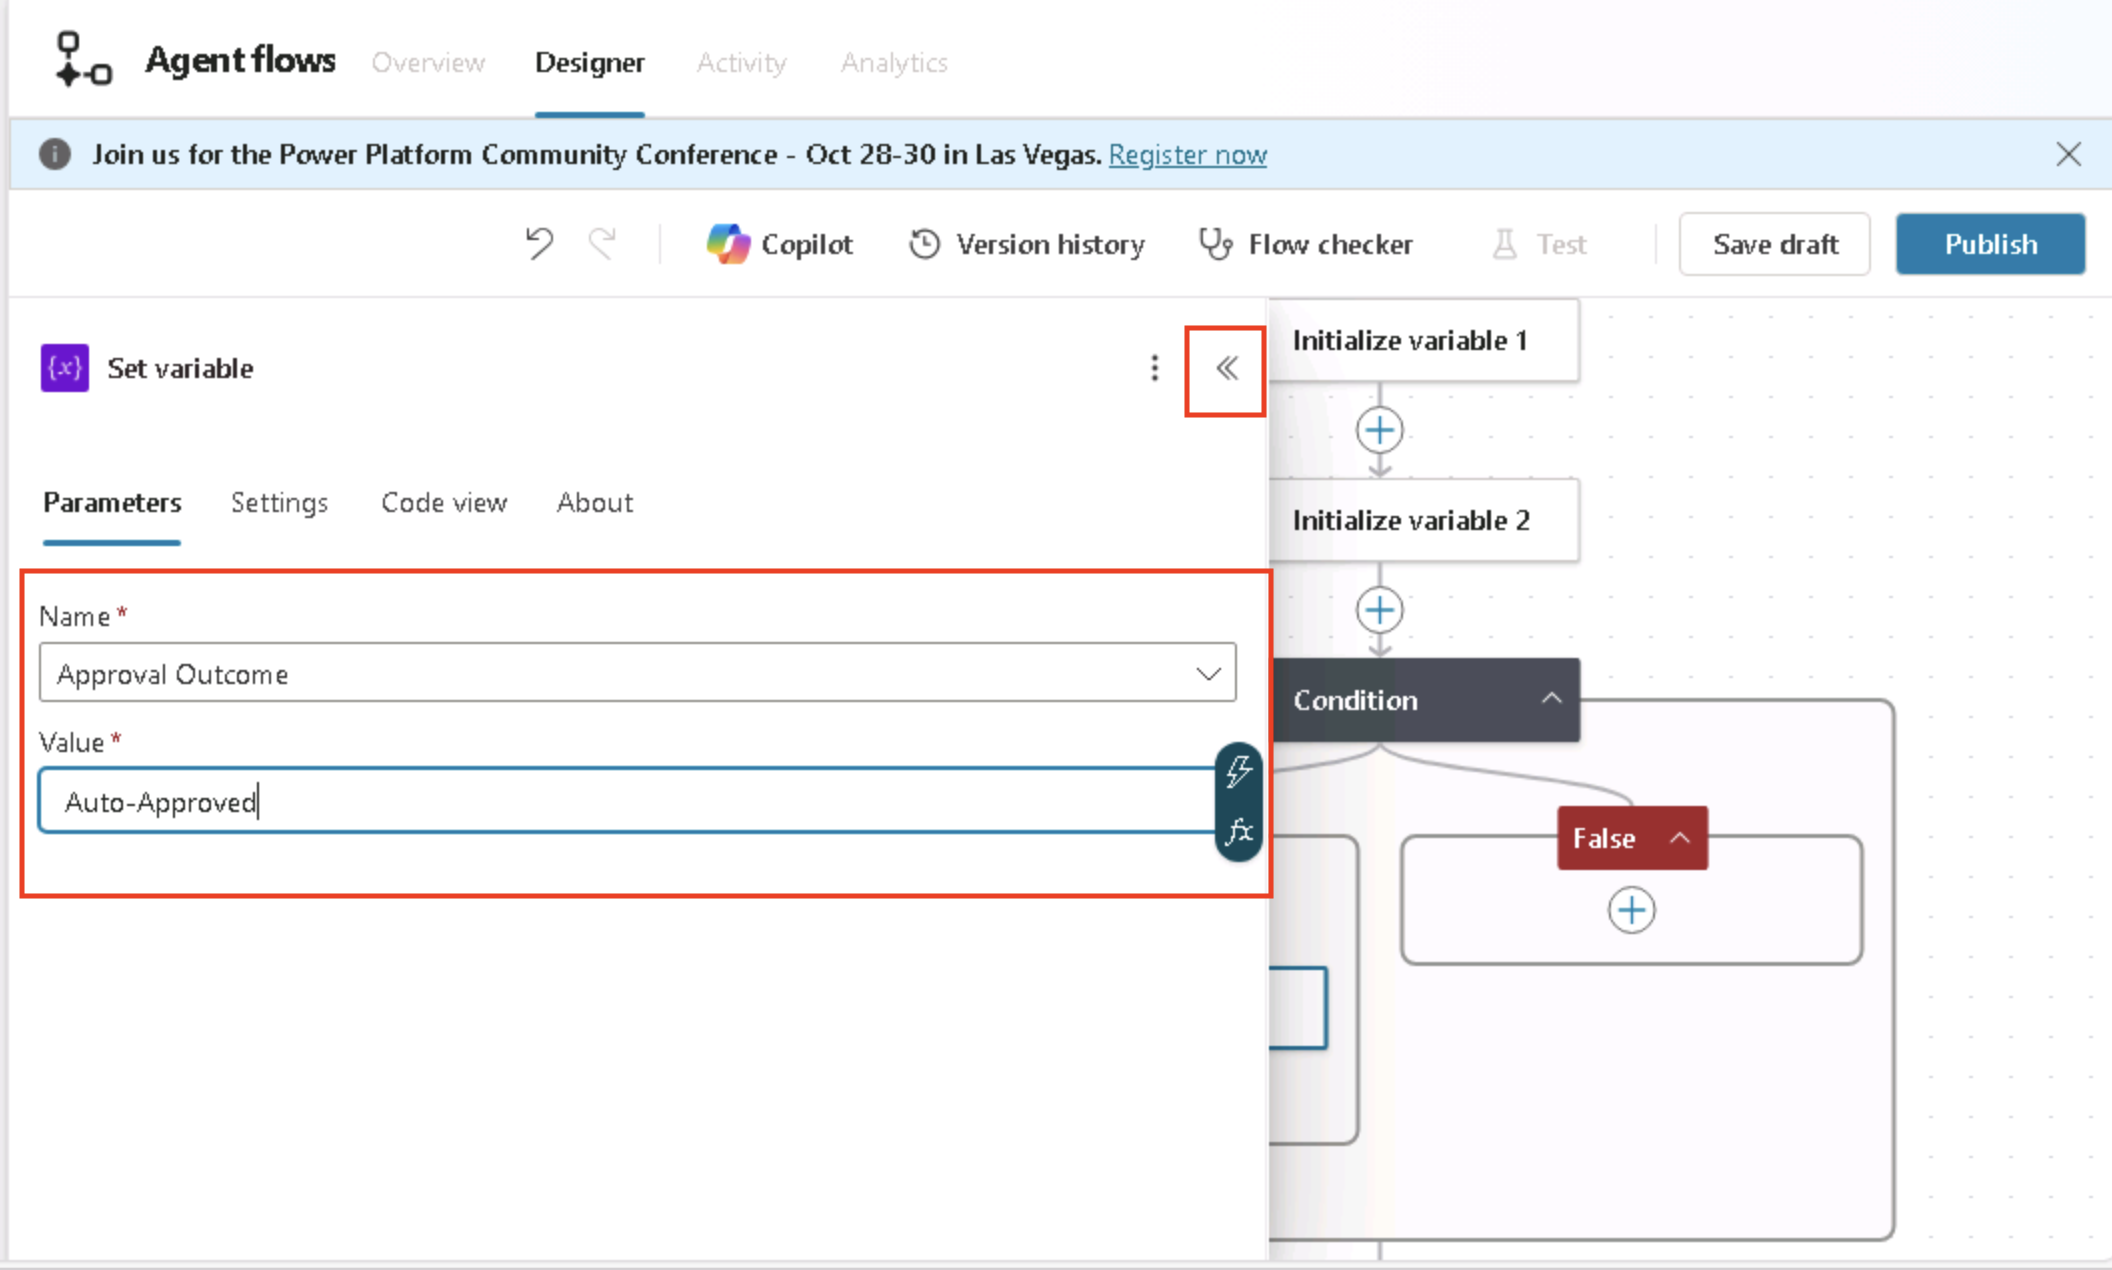 Agent flows Overview Designer Activity Analytics
Join us for the Power Platform Community Conference - Oct 28-30 in Las Vegas. Register now
Copilot Version history Flow checker Test Save draft Publish
{x} Set variable
Initialize variable 1
Parameters Settings Code view About
Initialize variable 2
Name *
Approval Outcome
Condition
Value *
Auto-Approved
fx
False